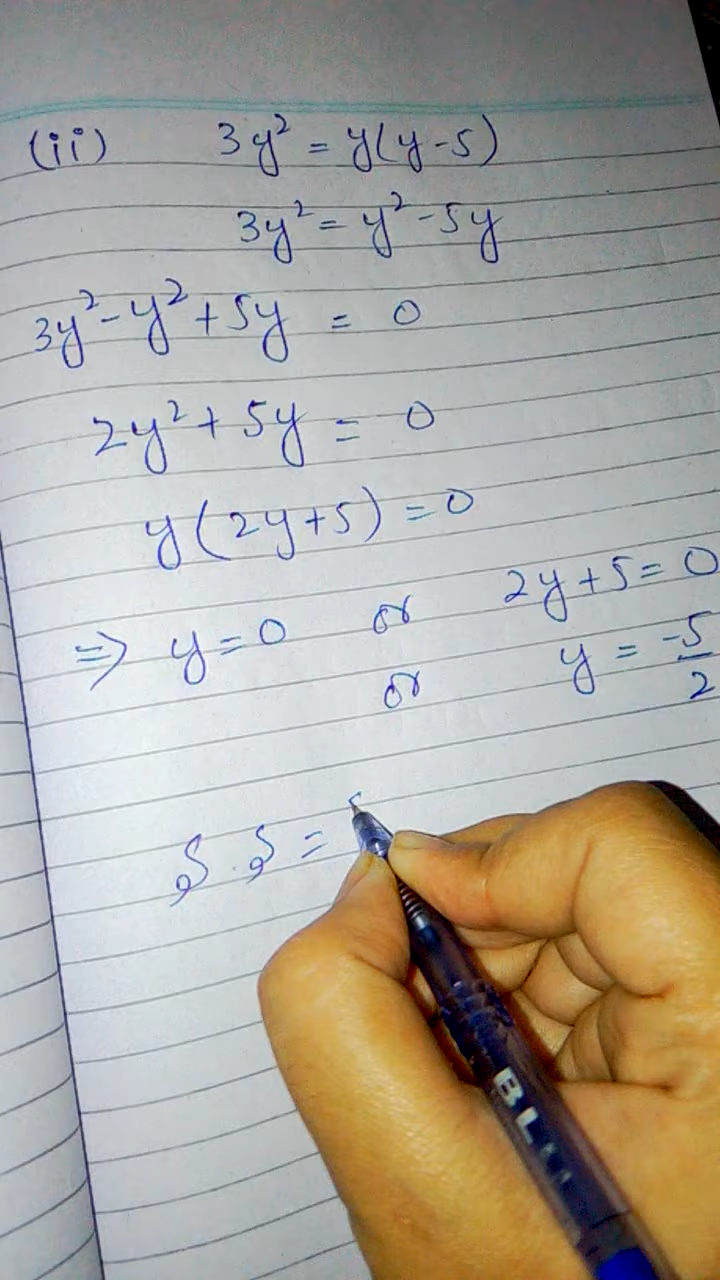 (ii) 3y² = y(y-5)
3y² = y² - 5y
3y² - y² + 5y = 0
2y² + 5y = 0
y(2y+5) = 0
⇒ y = 0 or 2y+5 = 0
or y = -5/2
S.S =
BL